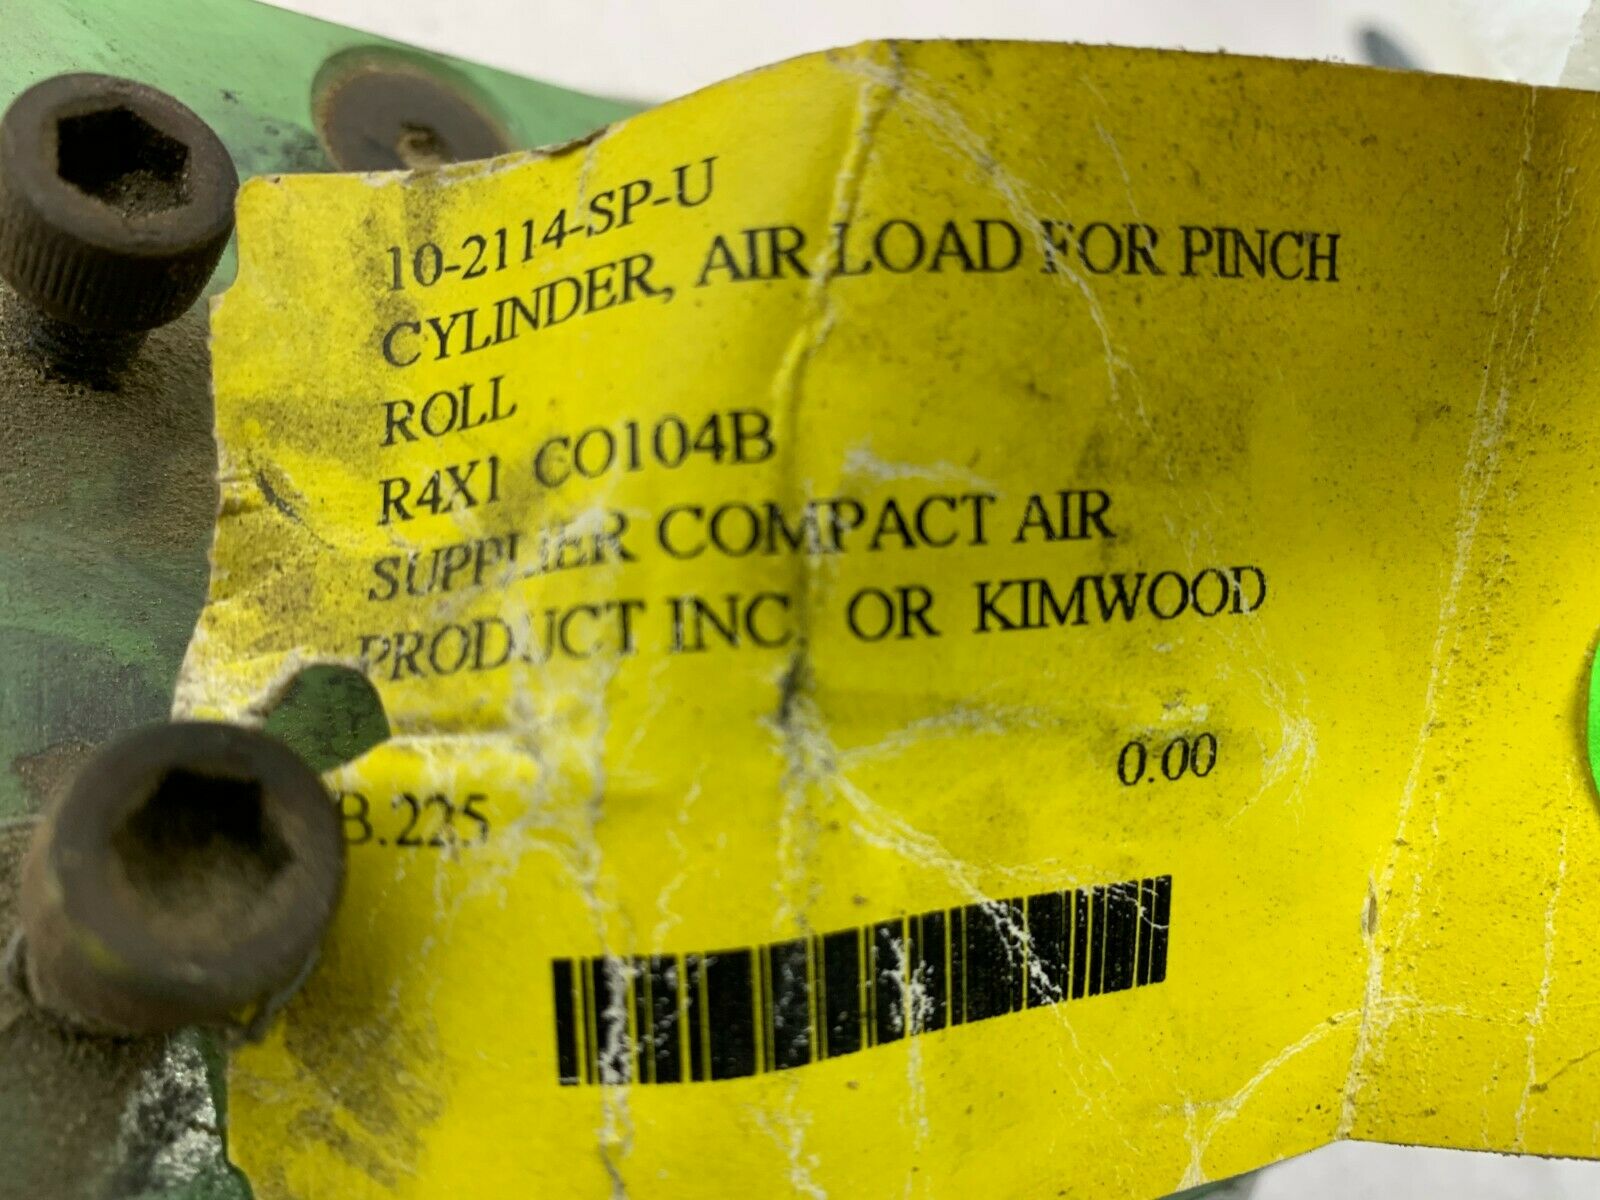 10-2114-SP-U
CYLINDER, AIR LOAD FOR PINCH
ROLL
R4X1 CO104B
SUPPLIER COMPACT AIR
PRODUCT INC. OR KIMWOOD
0.00
B.225